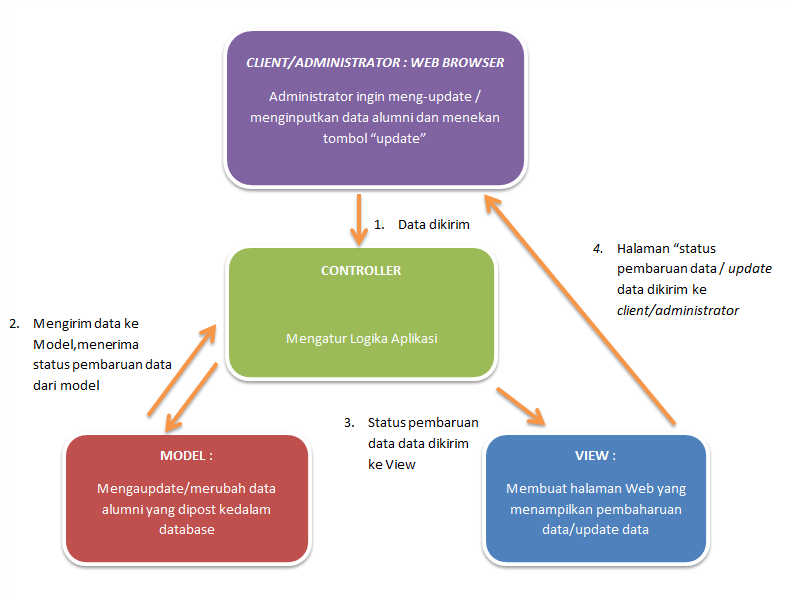 CLIENT/ADMINISTRATOR : WEB BROWSER
Administrator ingin meng-update /
menginputkan data alumni dan menekan
tombol “update”
1. Data dikirim
CONTROLLER
Mengatur Logika Aplikasi
2. Mengirim data ke
Model,menerima
status pembaruan data
dari model
3. Status pembaruan
data data dikirim
ke View
4. Halaman “status
pembaruan data / update
data dikirim ke
client/administrator
MODEL :
Mengaupdate/merubah data
alumni yang dipost kedalam
database
VIEW :
Membuat halaman Web yang
menampilkan pembaharuan
data/update data